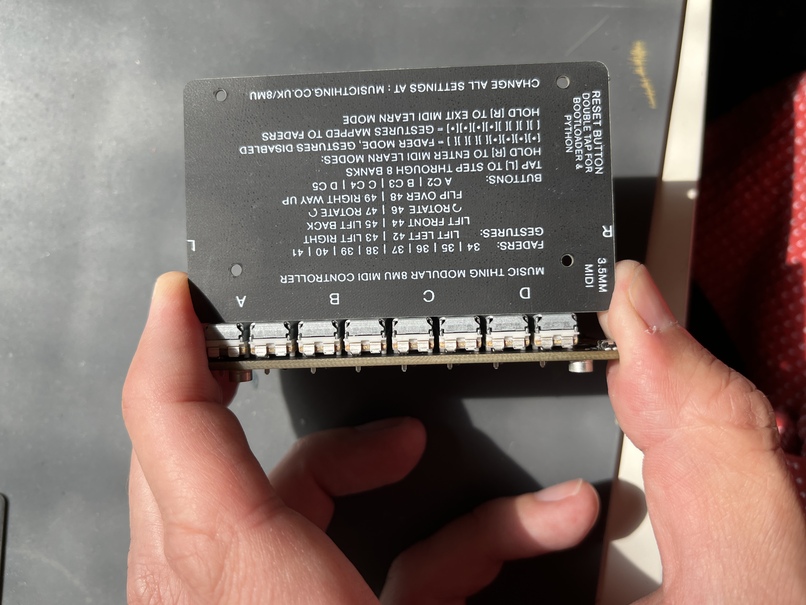 D C B A
3.5MM
MIDI
MUSIC THING MODULAR 8MU MIDI CONTROLLER
R
L
FADERS: 34 | 35 | 36 | 37 | 38 | 39 | 40 | 41
GESTURES: LIFT LEFT 42 | 43 LIFT RIGHT
LIFT FRONT 44 | 45 LIFT BACK
ROTATE 46 | 47 ROTATE
FLIP OVER 48 | 49 RIGHT WAY UP
BUTTONS: A C2 | B C3 | C C4 | D C5
TAP [L] TO STEP THROUGH 8 BANKS
HOLD [R] TO ENTER MIDI LEARN MODES:
[•][•][•][•][ ][ ][ ][ ] = FADER MODE, GESTURES DISABLED
[ ][ ][ ][ ][•][•][•][•] = GESTURES MAPPED TO FADERS
HOLD [R] TO EXIT MIDI LEARN MODE
RESET BUTTON
DOUBLE TAP FOR
BOOTLOADER &
PYTHON
CHANGE ALL SETTINGS AT : MUSICTHING.CO.UK/8MU